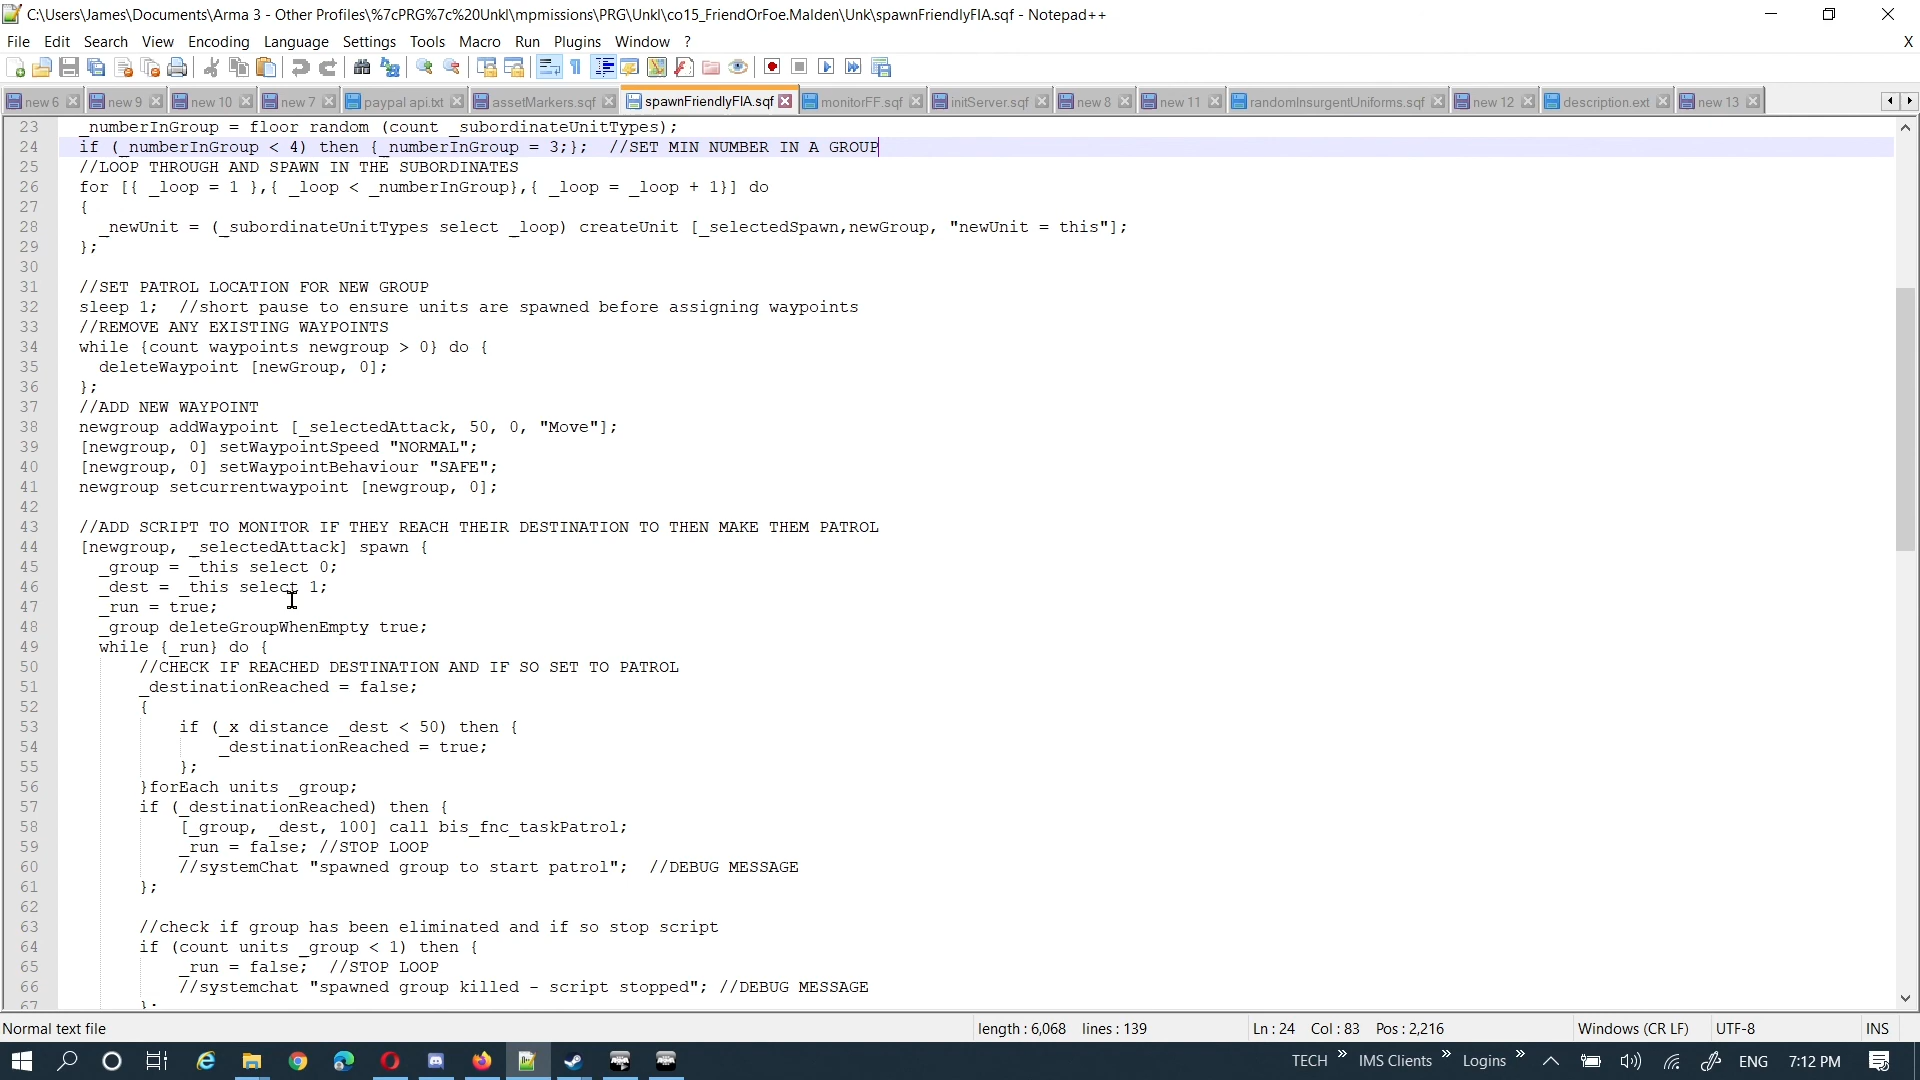 C:\Users\James\Documents\Arma 3 - Other Profiles\%7cPRG%7c%20Unkl\mpmissions\PRG\Unkl\co15_FriendOrFoe.Malden\Unk\spawnFriendlyFIA.sqf - Notepad++
File Edit Search View Encoding Language Settings Tools Macro Run Plugins Window ? X
new 6 new 9 new 10 new 7 paypal api.txt assetMarkers.sqf spawnFriendlyFIA.sqf monitorFF.sqf initServer.sqf new 8 new 11 randomInsurgentUniforms.sqf new 12 description.ext new 13
23 _numberInGroup = floor random (count _subordinateUnitTypes);
24 if (_numberInGroup < 4) then {_numberInGroup = 3;}; //SET MIN NUMBER IN A GROUP
25 //LOOP THROUGH AND SPAWN IN THE SUBORDINATES
26 for [{ _loop = 1 },{ _loop < _numberInGroup},{ _loop = _loop + 1}] do
27 {
28 _newUnit = (_subordinateUnitTypes select _loop) createUnit [_selectedSpawn,newGroup, "newUnit = this"];
29 };
30
31 //SET PATROL LOCATION FOR NEW GROUP
32 sleep 1; //short pause to ensure units are spawned before assigning waypoints
33 //REMOVE ANY EXISTING WAYPOINTS
34 while {count waypoints newgroup > 0} do {
35 deleteWaypoint [newGroup, 0];
36 };
37 //ADD NEW WAYPOINT
38 newgroup addWaypoint [_selectedAttack, 50, 0, "Move"];
39 [newgroup, 0] setWaypointSpeed "NORMAL";
40 [newgroup, 0] setWaypointBehaviour "SAFE";
41 newgroup setcurrentwaypoint [newgroup, 0];
42
43 //ADD SCRIPT TO MONITOR IF THEY REACH THEIR DESTINATION TO THEN MAKE THEM PATROL
44 [newgroup, _selectedAttack] spawn {
45 _group = _this select 0;
46 _dest = _this select 1;
47 _run = true;
48 _group deleteGroupWhenEmpty true;
49 while {_run} do {
50 //CHECK IF REACHED DESTINATION AND IF SO SET TO PATROL
51 _destinationReached = false;
52 {
53 if (_x distance _dest < 50) then {
54 _destinationReached = true;
55 };
56 }forEach units _group;
57 if (_destinationReached) then {
58 [_group, _dest, 100] call bis_fnc_taskPatrol;
59 _run = false; //STOP LOOP
60 //systemChat "spawned group to start patrol"; //DEBUG MESSAGE
61 };
62
63 //check if group has been eliminated and if so stop script
64 if (count units _group < 1) then {
65 _run = false; //STOP LOOP
66 //systemchat "spawned group killed - script stopped"; //DEBUG MESSAGE
67 };
Normal text file length : 6,068 lines : 139 Ln : 24 Col : 83 Pos : 2,216 Windows (CR LF) UTF-8 INS
TECH » IMS Clients » Logins » ENG 7:12 PM